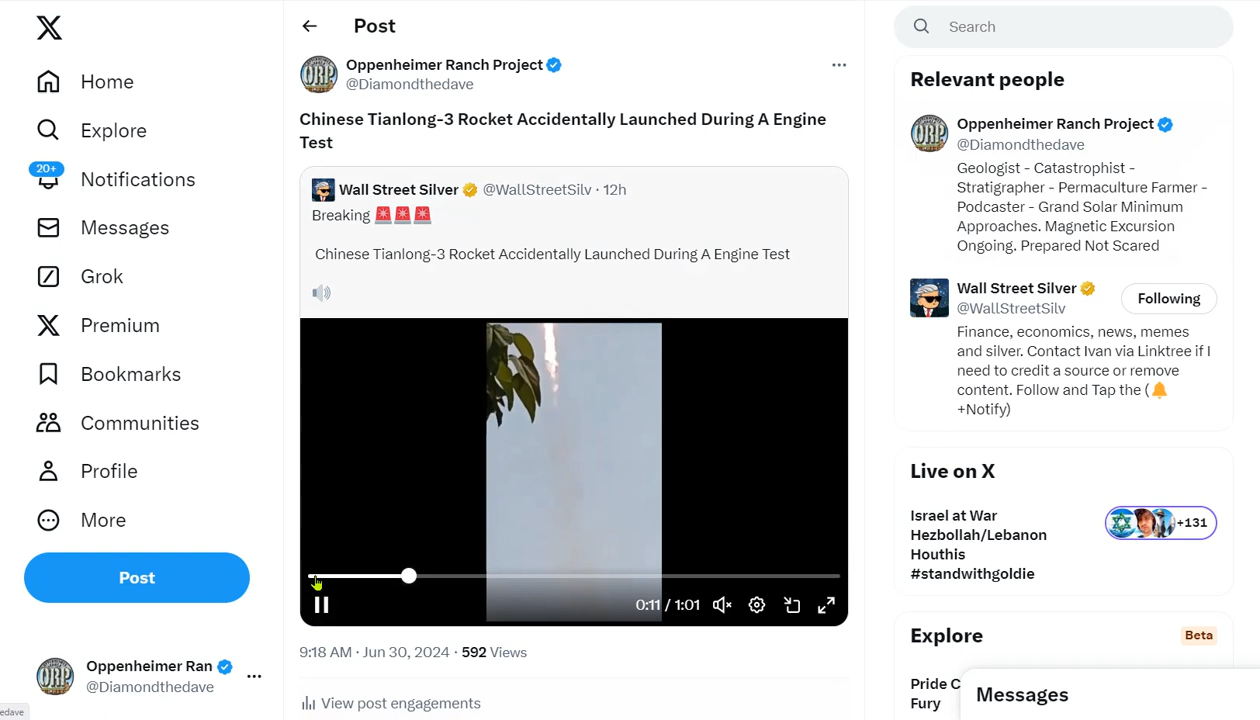 Home
Explore
20+
Notifications
Messages
Grok
Premium
Bookmarks
Communities
Profile
More
Post
Oppenheimer Ran
@Diamondthedave
edave
Post
ORP
Oppenheimer Ranch Project
@Diamondthedave
Chinese Tianlong-3 Rocket Accidentally Launched During A Engine
Test
Wall Street Silver @WallStreetSilv · 12h
Breaking 🚨🚨🚨
Chinese Tianlong-3 Rocket Accidentally Launched During A Engine Test
🔊
0:11 / 1:01
9:18 AM · Jun 30, 2024 · 592 Views
View post engagements
Search
Relevant people
ORP
Oppenheimer Ranch Project
@Diamondthedave
Geologist - Catastrophist -
Stratigrapher - Permaculture Farmer -
Podcaster - Grand Solar Minimum
Approaches. Magnetic Excursion
Ongoing. Prepared Not Scared
Wall Street Silver
@WallStreetSilv
Following
Finance, economics, news, memes
and silver. Contact Ivan via Linktree if I
need to credit a source or remove
content. Follow and Tap the (🔔
+Notify)
Live on X
Israel at War
Hezbollah/Lebanon
Houthis
#standwithgoldie
+131
Explore
Beta
Pride C
Fury
Messages
ORP